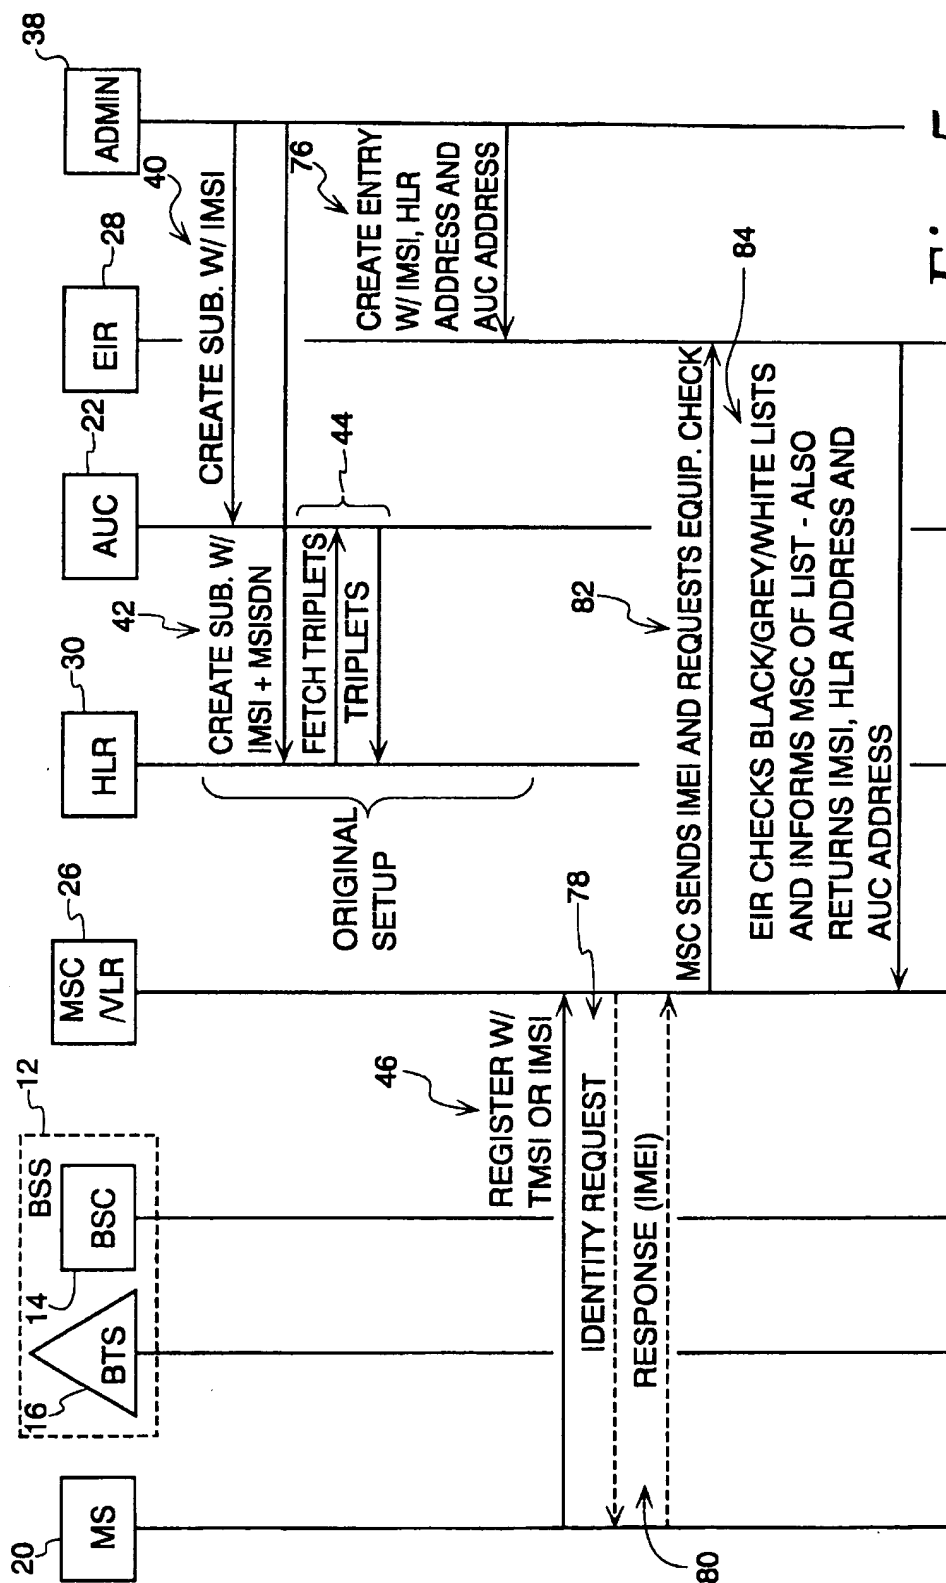 20
MS
16
BTS
14
BSC
BSS
12
MSC
/VLR
26
HLR
30
AUC
22
EIR
28
ADMIN
38
CREATE SUB. W/ IMSI
40
42
CREATE SUB. W/
IMSI + MSISDN
FETCH TRIPLETS
TRIPLETS
44
ORIGINAL
SETUP
76
CREATE ENTRY
W/ IMSI, HLR
ADDRESS AND
AUC ADDRESS
46
REGISTER W/
TMSI OR IMSI
78
IDENTITY REQUEST
RESPONSE (IMEI)
80
82
MSC SENDS IMEI AND REQUESTS EQUIP. CHECK
84
EIR CHECKS BLACK/GREY/WHITE LISTS
AND INFORMS MSC OF LIST - ALSO
RETURNS IMSI, HLR ADDRESS AND
AUC ADDRESS